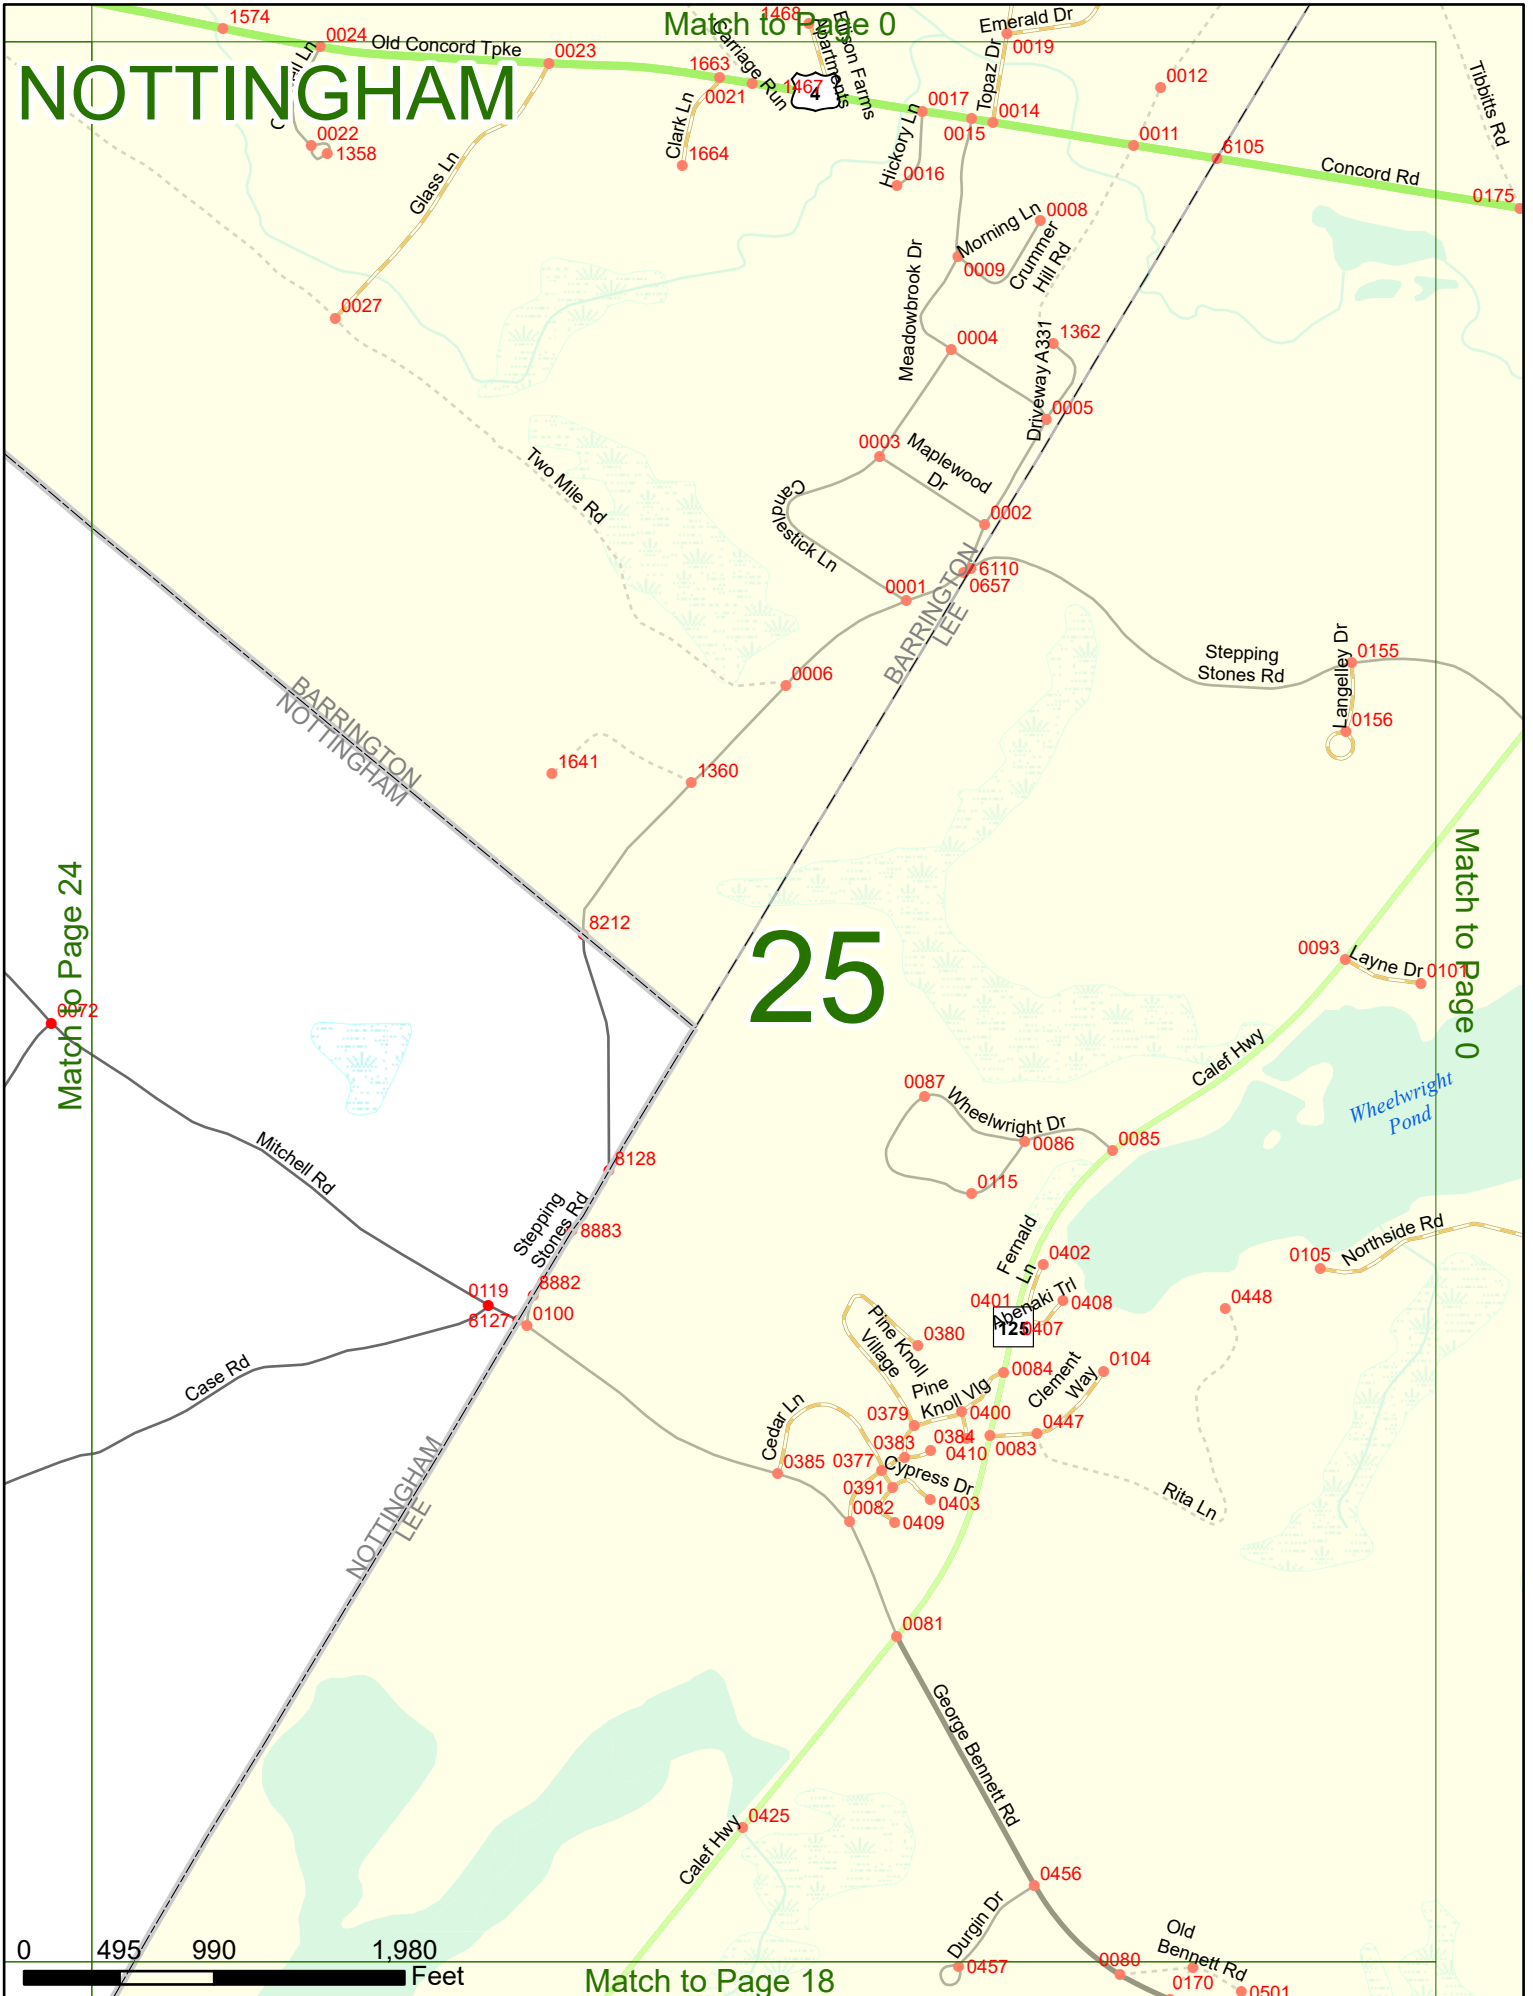 Match to Page 0
NOTTINGHAM
1574
0024
Old Concord Tpke
0023
1468
Ellison Farms
Apartments
Carriage Run
1663
0021
1467
4
Emerald Dr
0019
Topaz Dr
0012
Tibbitts Rd
0017
0015
0014
0011
6105
Concord Rd
0175
0022
1358
Glass Ln
Clark Ln
1664
Hickory Ln
0016
Morning Ln
0008
0009
Crummer
Hill Rd
Meadowbrook Dr
0027
0004
1362
Driveway A331
0005
0003
Maplewood
Dr
Two Mile Rd
Candlestick Ln
0002
6110
0657
0001
BARRINGTON
LEE
Stepping
Stones Rd
Langelley Dr
0155
0156
0006
BARRINGTON
NOTTINGHAM
1641
1360
Match to Page 24
Match to Page 0
8212
25
0093
Layne Dr
0101
0072
Calef Hwy
Wheelwright
Pond
0087
Wheelwright Dr
0086
0085
0115
Mitchell Rd
8128
Stepping
Stones Rd
8883
Fernald
Ln
0402
0105
Northside Rd
8882
0119
8127
0100
0401
Abenaki Trl
0408
125
0407
0448
Pine Knoll
Village
0380
0084
Clement
Way
0104
Case Rd
Pine
Knoll Vlg
Cedar Ln
0379
0400
0383
0384
0410
0083
0447
0385
0377
Cypress Dr
0391
0403
0082
0409
Rita Ln
NOTTINGHAM
LEE
0081
George Bennett Rd
0425
Calef Hwy
0456
Durgin Dr
0457
0080
Old
Bennett Rd
0170
0501
0 495 990 1,980
Feet
Match to Page 18